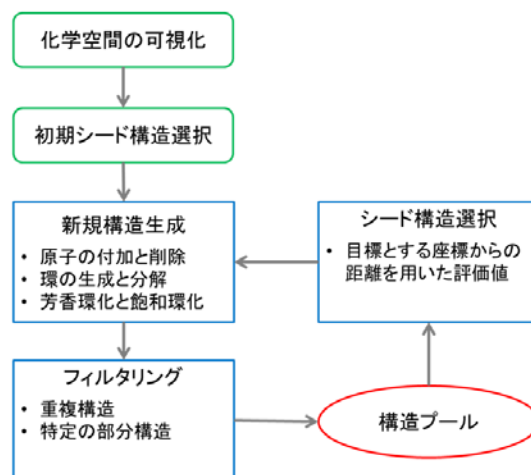 化学空間の可視化
初期シード構造選択
新規構造生成
• 原子の付加と削除
• 環の生成と分解
• 芳香環化と飽和環化
シード構造選択
• 目標とする座標からの
距離を用いた評価値
フィルタリング
• 重複構造
• 特定の部分構造
構造プール